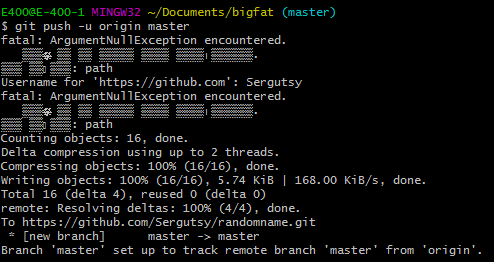 E400@E-400-1 MINGW32 ~/Documents/bigfat (master)
$ git push -u origin master
fatal: ArgumentNullException encountered.
: path
Username for 'https://github.com': Sergutsy
fatal: ArgumentNullException encountered.
: path
Counting objects: 16, done.
Delta compression using up to 2 threads.
Compressing objects: 100% (16/16), done.
Writing objects: 100% (16/16), 5.74 KiB | 168.00 KiB/s, done.
Total 16 (delta 4), reused 0 (delta 0)
remote: Resolving deltas: 100% (4/4), done.
To https://github.com/Sergutsy/randomname.git
 * [new branch]      master -> master
Branch 'master' set up to track remote branch 'master' from 'origin'.